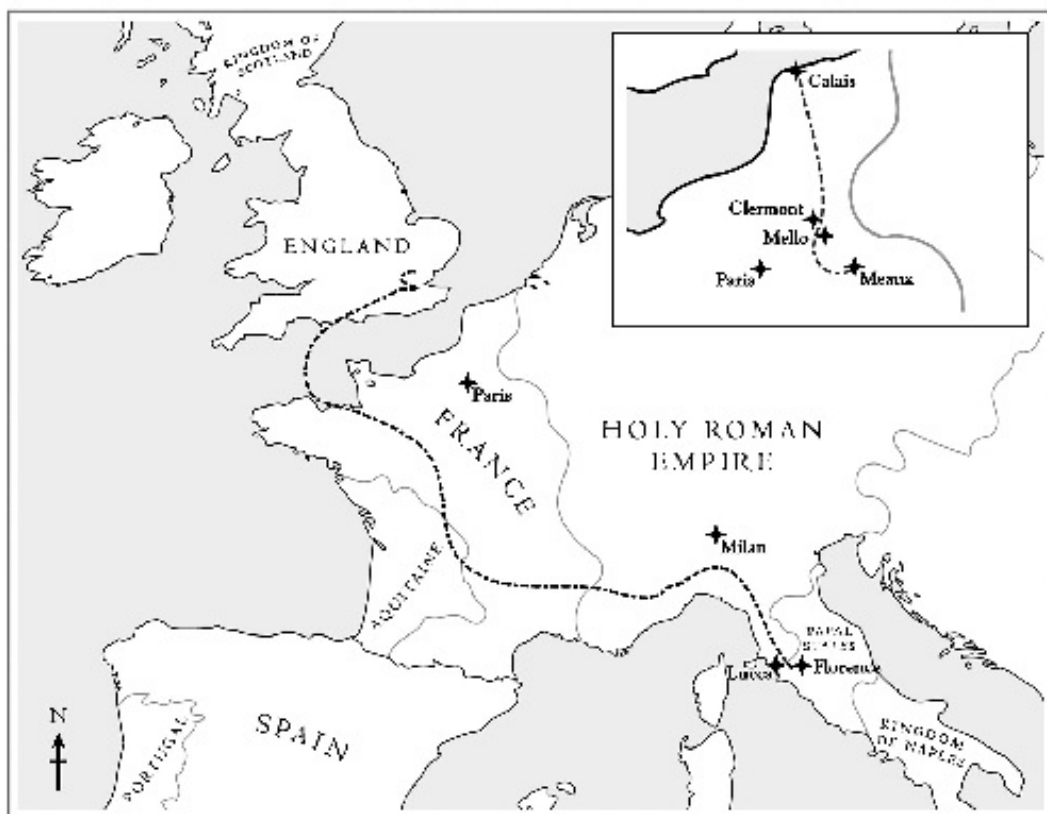 KINGDOM OF
SCOTLAND
Calais
Clermont
Mello
Paris
Meaux
ENGLAND
Paris
FRANCE
HOLY ROMAN
EMPIRE
Milan
AQUITAINE
PAPAL
STATES
Lucca
Florence
N
SPAIN
PORTUGAL
KINGDOM
OF NAPLES